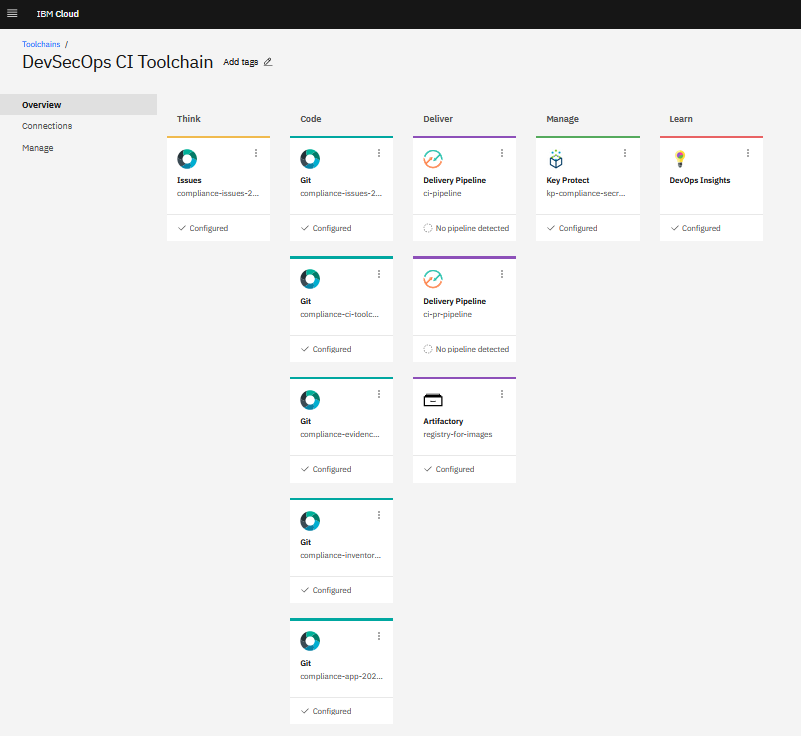 IBM Cloud
Toolchains /
DevSecOps CI Toolchain Add tags
Overview
Connections
Manage
Think
Issues
compliance-issues-2...
Configured
Code
Git
compliance-issues-2...
Configured
Git
compliance-ci-toolc...
Configured
Git
compliance-evidenc...
Configured
Git
compliance-inventor...
Configured
Git
compliance-app-202...
Configured
Deliver
Delivery Pipeline
ci-pipeline
No pipeline detected
Delivery Pipeline
ci-pr-pipeline
No pipeline detected
Artifactory
registry-for-images
Configured
Manage
Key Protect
kp-compliance-secr...
Configured
Learn
DevOps Insights
Configured